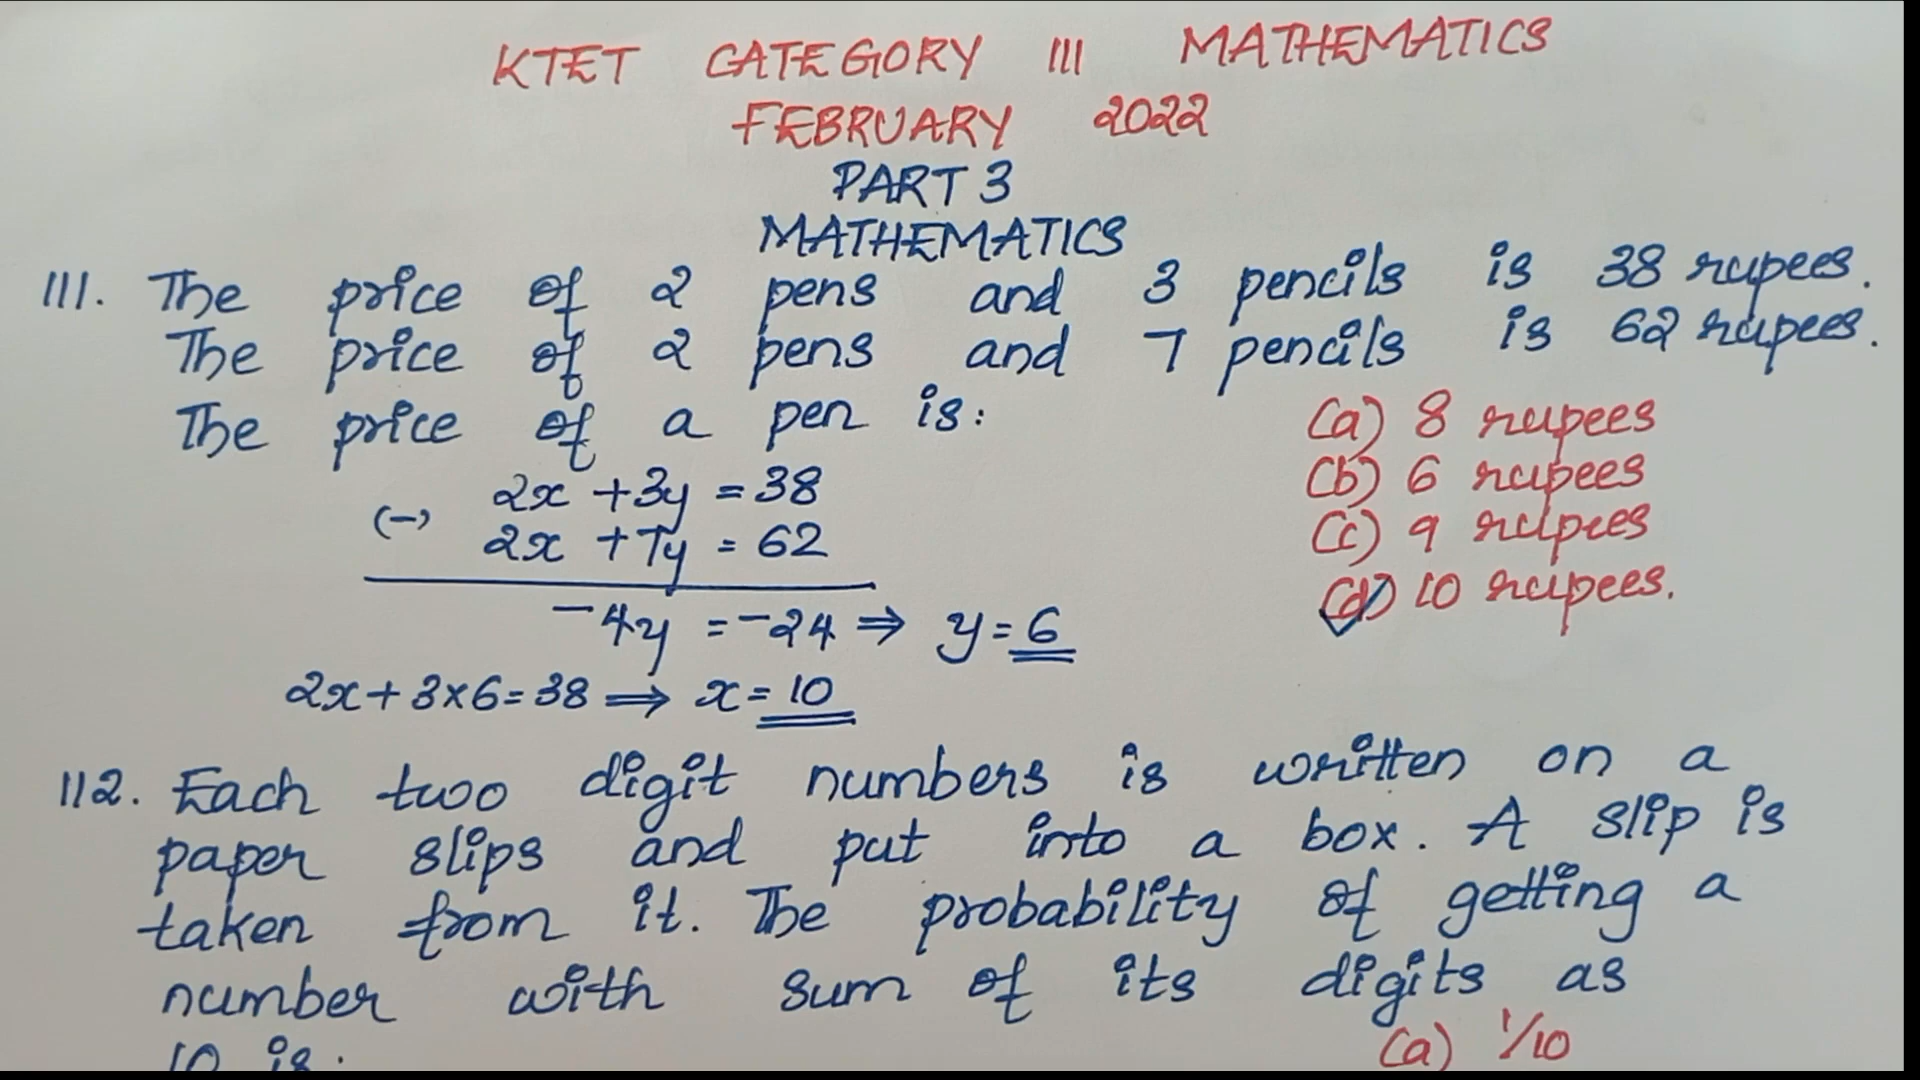 KTET CATEGORY III MATHEMATICS
FEBRUARY 2022
PART 3
MATHEMATICS
111. The price of 2 pens and 3 pencils is 38 rupees.
The price of 2 pens and 7 pencils is 62 rupees.
The price of a pen is:
(a) 8 rupees
(b) 6 rupees
(c) 9 rupees
(d) 10 rupees.
2x + 3y = 38
(-) 2x + 7y = 62
-4y = -24 ⇒ y = 6
2x + 3×6 = 38 ⇒ x = 10
112. Each two digit numbers is written on a
paper slips and put into a box. A slip is
taken from it. The probability of getting a
number with sum of its digits as
10 is:
(a) 1/10